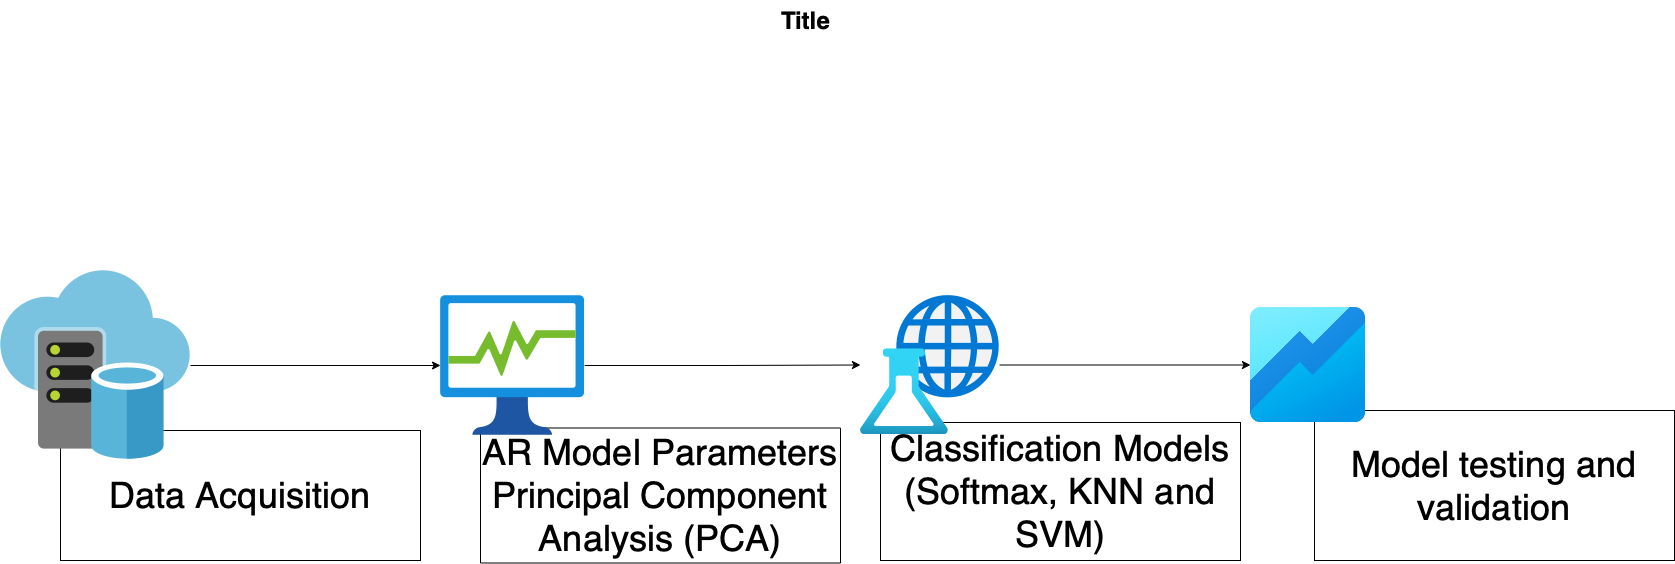 Title
Data Acquisition
AR Model Parameters
Principal Component
Analysis (PCA)
Classification Models
(Softmax, KNN and
SVM)
Model testing and
validation